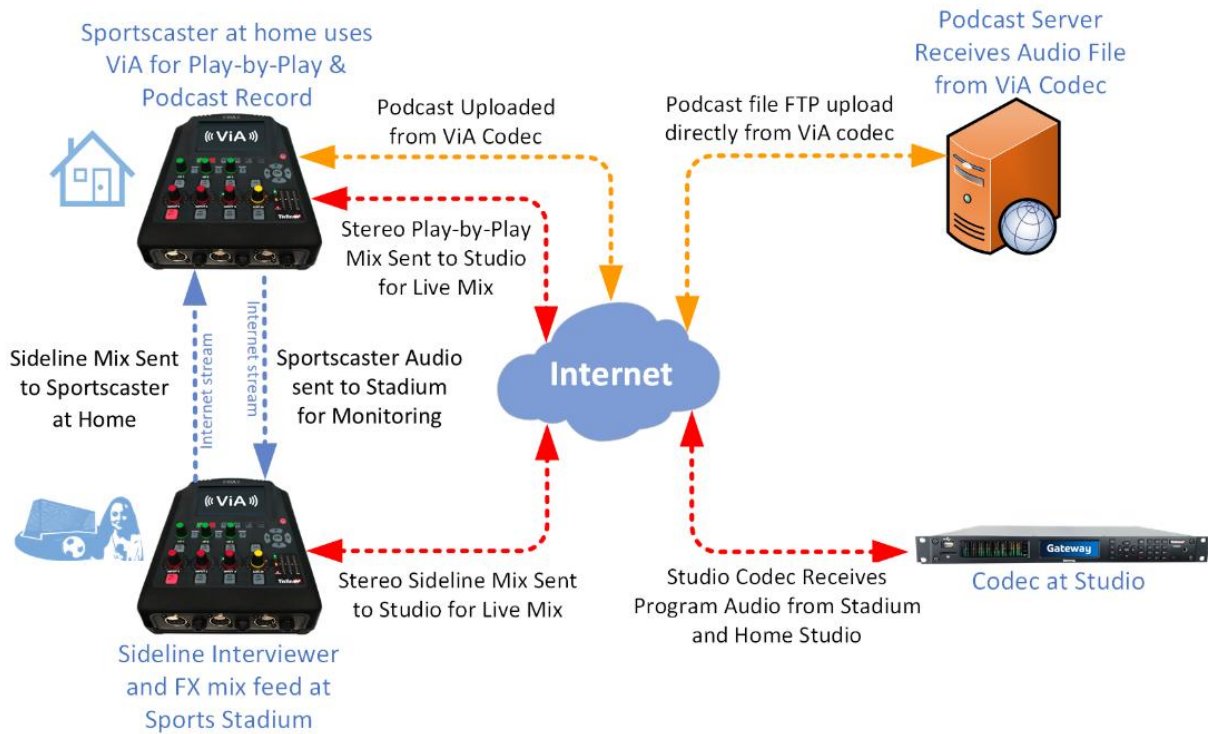 Sportscaster at home uses
ViA for Play-by-Play &
Podcast Record
Podcast Server
Receives Audio File
from ViA Codec
Podcast Uploaded
from ViA Codec
Podcast file FTP upload
directly from ViA codec
((ViA))
Stereo Play-by-Play
Mix Sent to Studio
for Live Mix
Internet
Sideline Mix Sent
to Sportscaster
at Home
Internet stream
Internet stream
Sportscaster Audio
sent to Stadium
for Monitoring
((ViA))
Stereo Sideline Mix Sent
to Studio for Live Mix
Studio Codec Receives
Program Audio from Stadium
and Home Studio
Gateway
Codec at Studio
Sideline Interviewer
and FX mix feed at
Sports Stadium